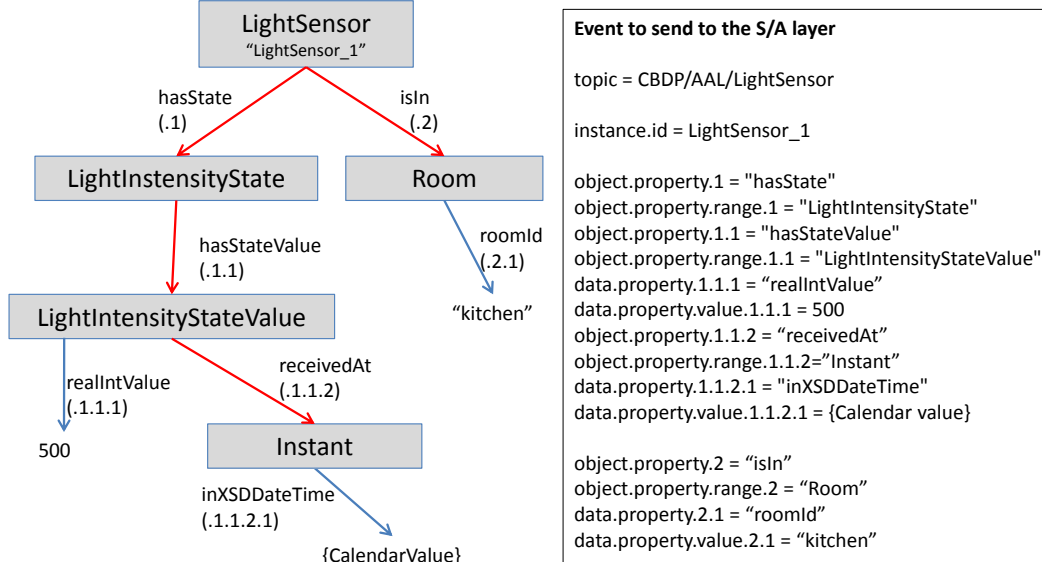 LightSensor
“LightSensor_1”
hasState
(.1)
isIn
(.2)
LightInstensityState
Room
hasStateValue
(.1.1)
roomId
(.2.1)
LightIntensityStateValue
“kitchen”
realIntValue
(.1.1.1)
receivedAt
(.1.1.2)
500
Instant
inXSDDateTime
(.1.1.2.1)
{CalendarValue}
Event to send to the S/A layer
topic = CBDP/AAL/LightSensor
instance.id = LightSensor_1
object.property.1 = "hasState"
object.property.range.1 = "LightIntensityState"
object.property.1.1 = "hasStateValue"
object.property.range.1.1 = "LightIntensityStateValue"
data.property.1.1.1 = “realIntValue”
data.property.value.1.1.1 = 500
object.property.1.1.2 = “receivedAt”
object.property.range.1.1.2=”Instant”
data.property.1.1.2.1 = "inXSDDateTime"
data.property.value.1.1.2.1 = {Calendar value}
object.property.2 = “isIn”
object.property.range.2 = “Room”
data.property.2.1 = “roomId”
data.property.value.2.1 = “kitchen”